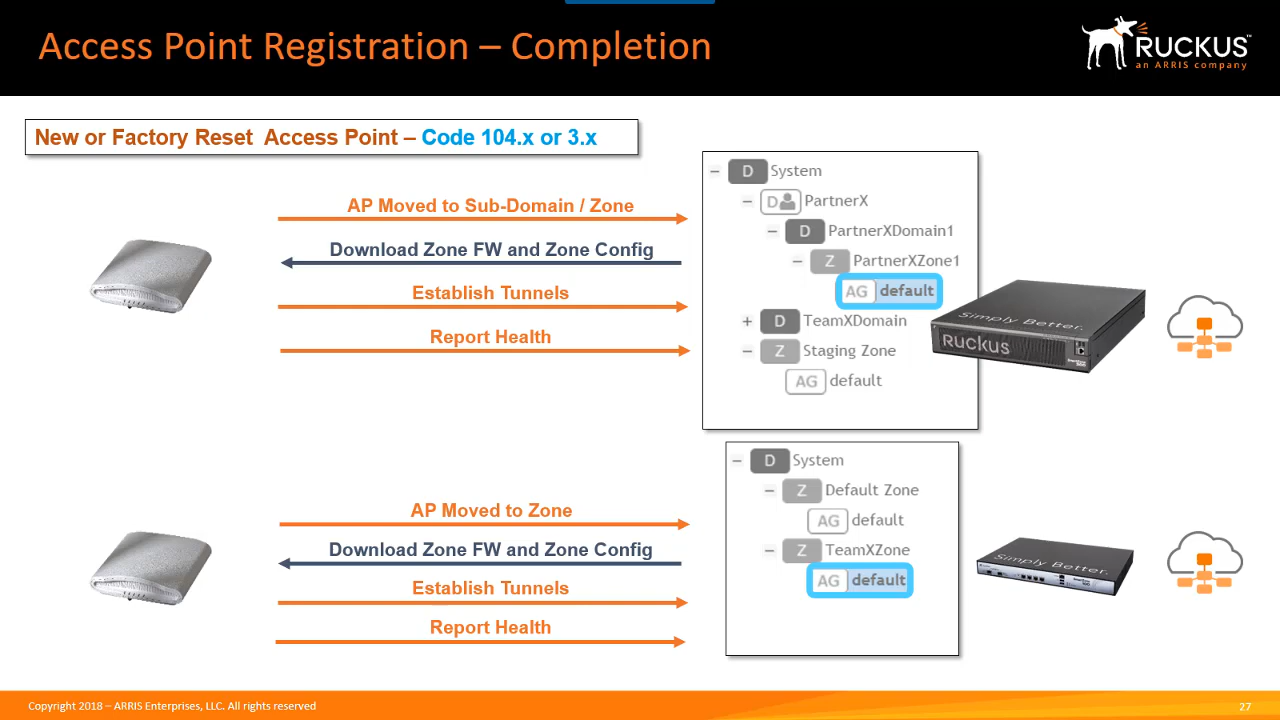 Access Point Registration – Completion
RUCKUS™
an ARRIS company
New or Factory Reset Access Point – Code 104.x or 3.x
AP Moved to Sub-Domain / Zone
Download Zone FW and Zone Config
Establish Tunnels
Report Health
D System
D PartnerX
D PartnerXDomain1
Z PartnerXZone1
AG default
D TeamXDomain
Z Staging Zone
AG default
Simply Better.
RUCKUS
AP Moved to Zone
Download Zone FW and Zone Config
Establish Tunnels
Report Health
D System
Z Default Zone
AG default
Z TeamXZone
AG default
Simply Better.
Copyright 2018 – ARRIS Enterprises, LLC. All rights reserved
27